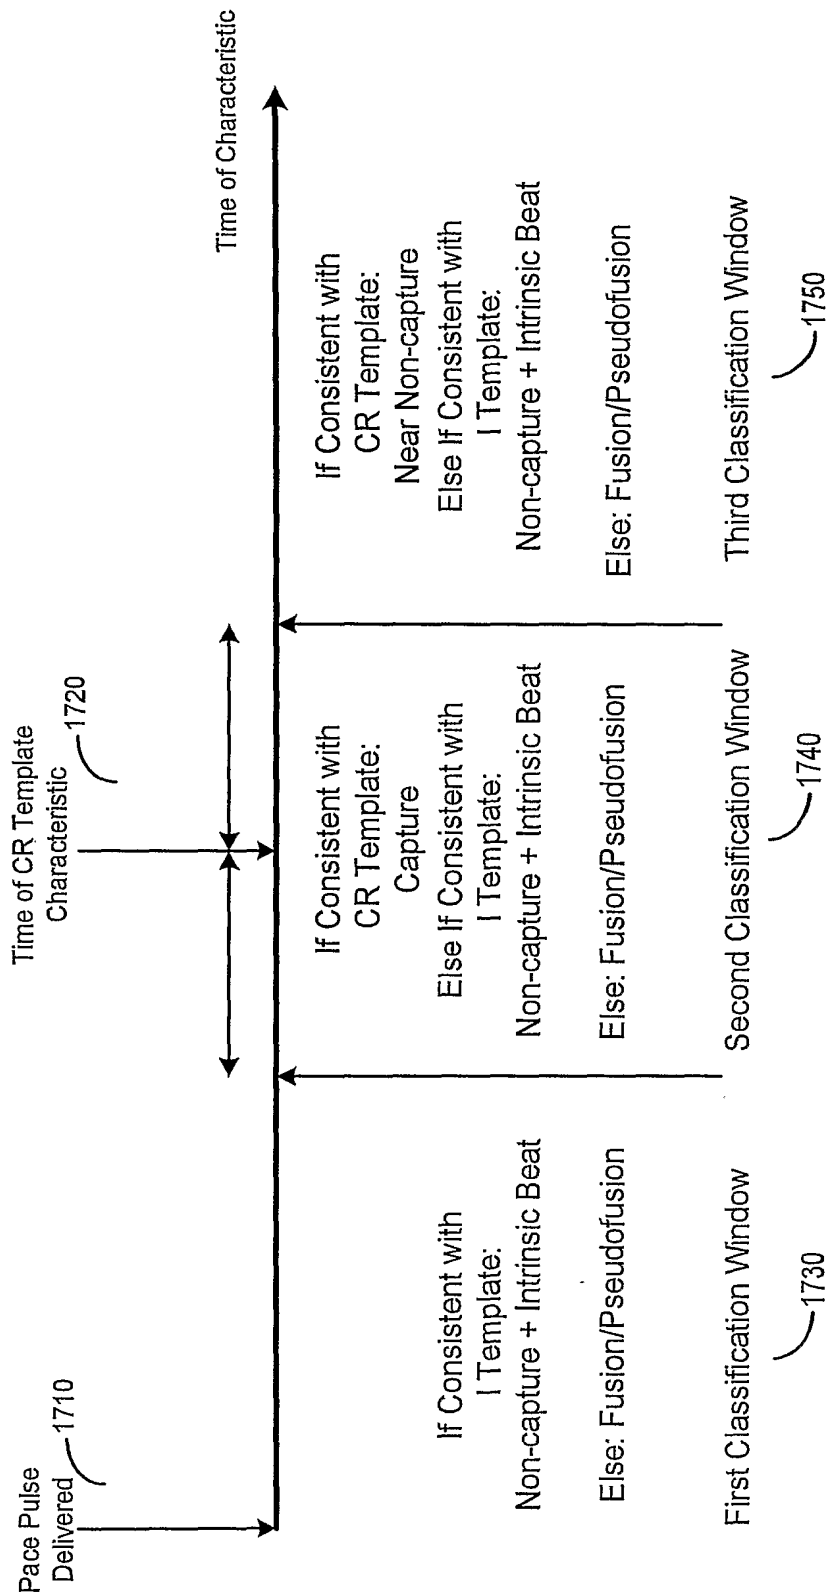 Pace Pulse
Delivered
1710
Time of CR Template
Characteristic
1720
Time of Characteristic
If Consistent with
I Template:
Non-capture + Intrinsic Beat
Else: Fusion/Pseudofusion
First Classification Window
1730
If Consistent with
CR Template:
Capture
Else If Consistent with
I Template:
Non-capture + Intrinsic Beat
Else: Fusion/Pseudofusion
Second Classification Window
1740
If Consistent with
CR Template:
Near Non-capture
Else If Consistent with
I Template:
Non-capture + Intrinsic Beat
Else: Fusion/Pseudofusion
Third Classification Window
1750